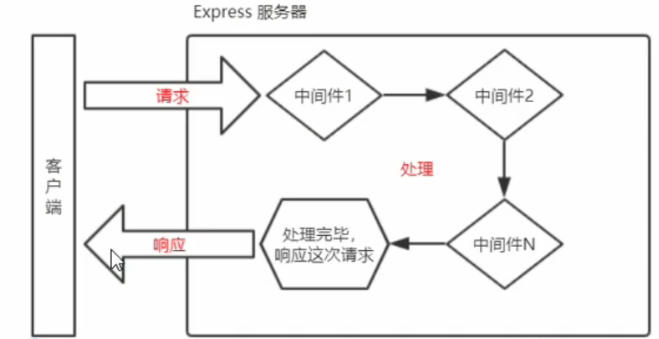 Express 服务器
客户端
请求
中间件1
中间件2
处理
响应
处理完毕，
响应这次请求
中间件N